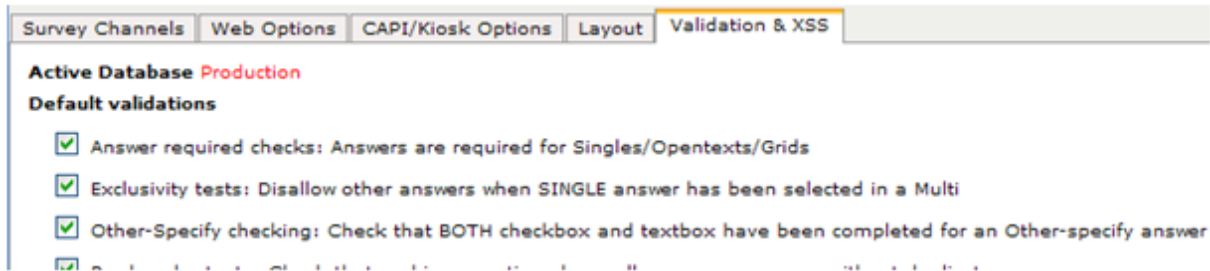 Survey Channels Web Options CAPI/Kiosk Options Layout Validation & XSS
Active Database Production
Default validations
Answer required checks: Answers are required for Singles/Opentexts/Grids
Exclusivity tests: Disallow other answers when SINGLE answer has been selected in a Multi
Other-Specify checking: Check that BOTH checkbox and textbox have been completed for an Other-specify answer